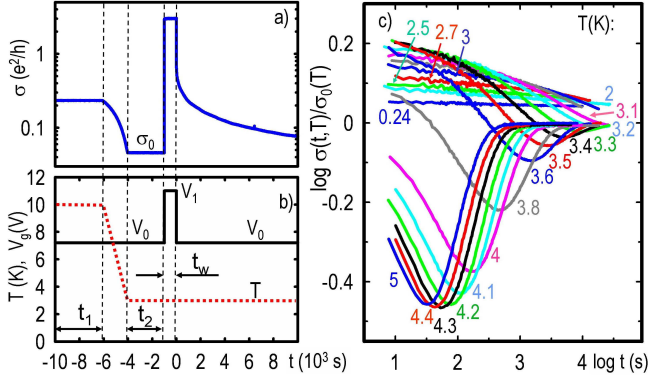 a)
σ (e²/h)
1
0.1
σ₀
b)
T (K), V_g(V)
12
10
8
6
4
2
0
V₁
V₀
V₀
t_w
T
t₁
t₂
-10 -8 -6 -4 -2 0 2 4 6 8
t (10³ s)
c)
T(K):
log σ(t,T)/σ₀(T)
0.2
0
-0.2
-0.4
2.5
2.7
3
2
0.24
3.1
3.2
3.3
3.4
3.5
3.6
3.8
4
4.1
4.2
4.3
4.4
5
1 2 3 4 log t (s)